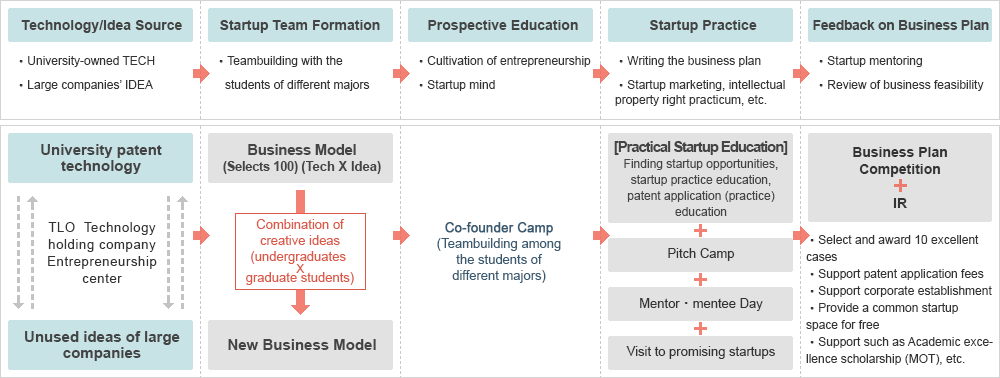 Technology/Idea Source
・University-owned TECH
・Large companies' IDEA
Startup Team Formation
・Teambuilding with the
students of different majors
Prospective Education
・Cultivation of entrepreneurship
・Startup mind
Startup Practice
・Writing the business plan
・Startup marketing, intellectual
property right practicum, etc.
Feedback on Business Plan
・Startup mentoring
・Review of business feasibility
University patent
technology
TLO Technology
holding company
Entrepreneurship
center
Unused ideas of large
companies
Business Model
(Selects 100) (Tech X Idea)
Combination of
creative ideas
(undergraduates
X
graduate students)
New Business Model
Co-founder Camp
(Teambuilding among
the students of
different majors)
[Practical Startup Education]
Finding startup opportunities,
startup practice education,
patent application (practice)
education
+
Pitch Camp
+
Mentor・mentee Day
+
Visit to promising startups
Business Plan
Competition
+
IR
・Select and award 10 excellent
cases
・Support patent application fees
・Support corporate establishment
・Provide a common startup
space for free
・Support such as Academic exce-
llence scholarship (MOT), etc.